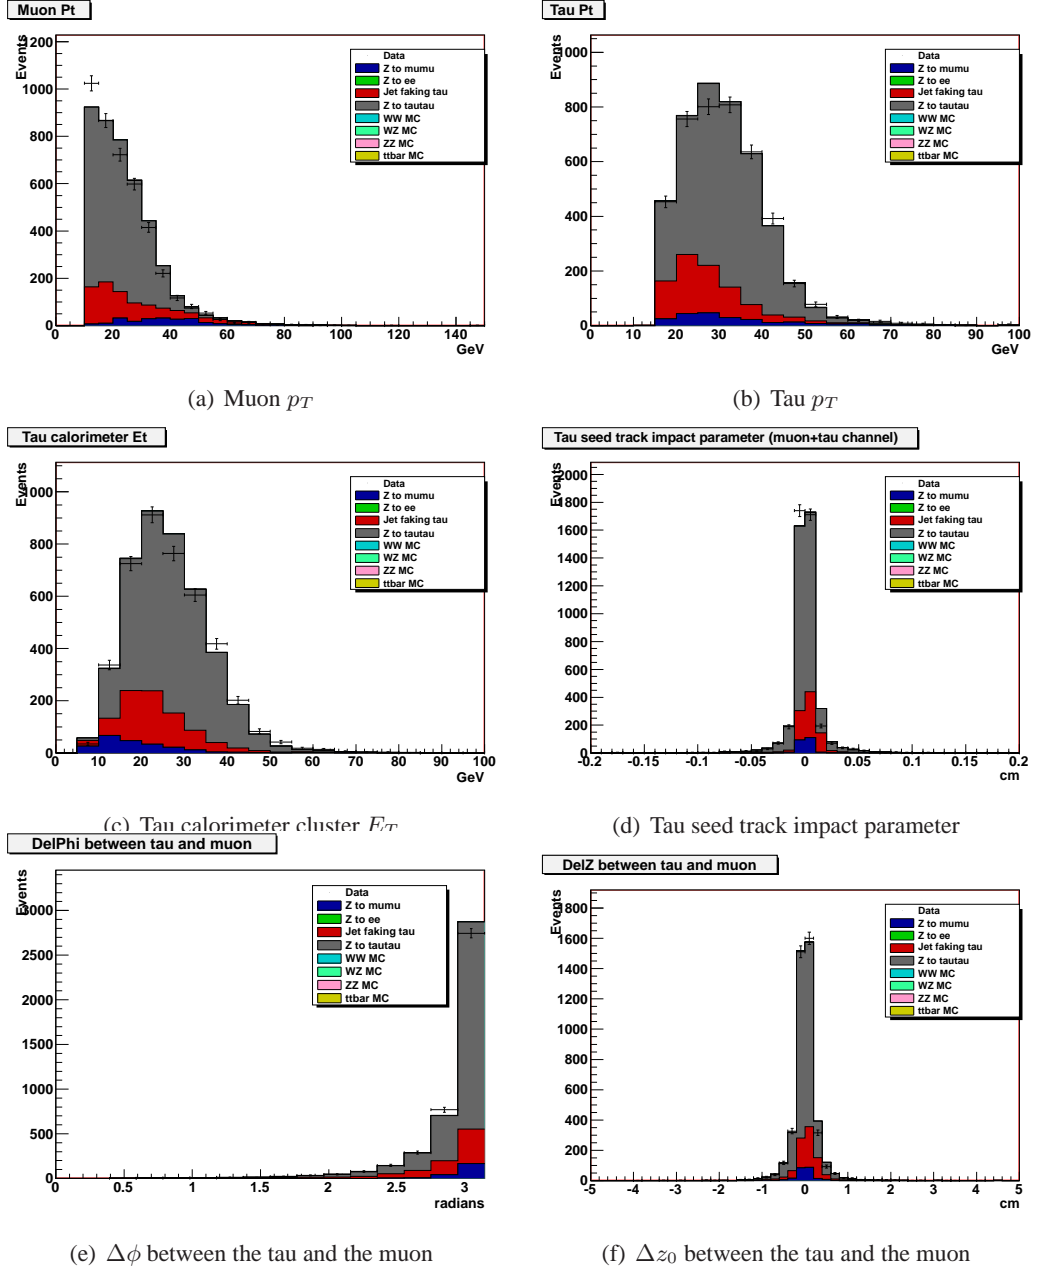 Muon Pt
Events
1200
1000
800
600
400
200
0
0 20 40 60 80 100 120 140
GeV
Data
Z to mumu
Z to ee
Jet faking tau
Z to tautau
WW MC
WZ MC
ZZ MC
ttbar MC
(a) Muon p_T
Tau Pt
Events
1000
800
600
400
200
0
0 10 20 30 40 50 60 70 80 90 100
GeV
Data
Z to mumu
Z to ee
Jet faking tau
Z to tautau
WW MC
WZ MC
ZZ MC
ttbar MC
(b) Tau p_T
Tau calorimeter Et
Events
1000
800
600
400
200
0
0 10 20 30 40 50 60 70 80 90 100
GeV
Data
Z to mumu
Z to ee
Jet faking tau
Z to tautau
WW MC
WZ MC
ZZ MC
ttbar MC
(c) Tau calorimeter cluster E_T
Tau seed track impact parameter (muon+tau channel)
Events
2000
1800
1600
1400
1200
1000
800
600
400
200
0
-0.2 -0.15 -0.1 -0.05 0 0.05 0.1 0.15 0.2
cm
Data
Z to mumu
Z to ee
Jet faking tau
Z to tautau
WW MC
WZ MC
ZZ MC
ttbar MC
(d) Tau seed track impact parameter
DelPhi between tau and muon
Events
3000
2500
2000
1500
1000
500
0
0 0.5 1 1.5 2 2.5 3
radians
Data
Z to mumu
Z to ee
Jet faking tau
Z to tautau
WW MC
WZ MC
ZZ MC
ttbar MC
(e) Δϕ between the tau and the muon
DelZ between tau and muon
Events
1800
1600
1400
1200
1000
800
600
400
200
0
-5 -4 -3 -2 -1 0 1 2 3 4 5
cm
Data
Z to mumu
Z to ee
Jet faking tau
Z to tautau
WW MC
WZ MC
ZZ MC
ttbar MC
(f) Δz₀ between the tau and the muon